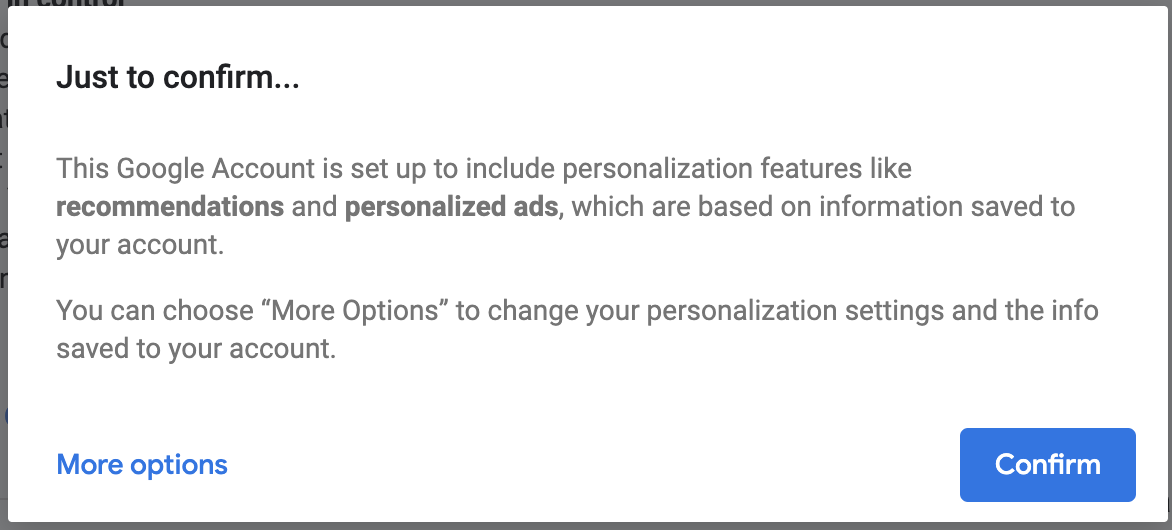 in control
Just to confirm...
This Google Account is set up to include personalization features like
recommendations and personalized ads, which are based on information saved to
your account.
You can choose “More Options” to change your personalization settings and the info
saved to your account.
More options
Confirm